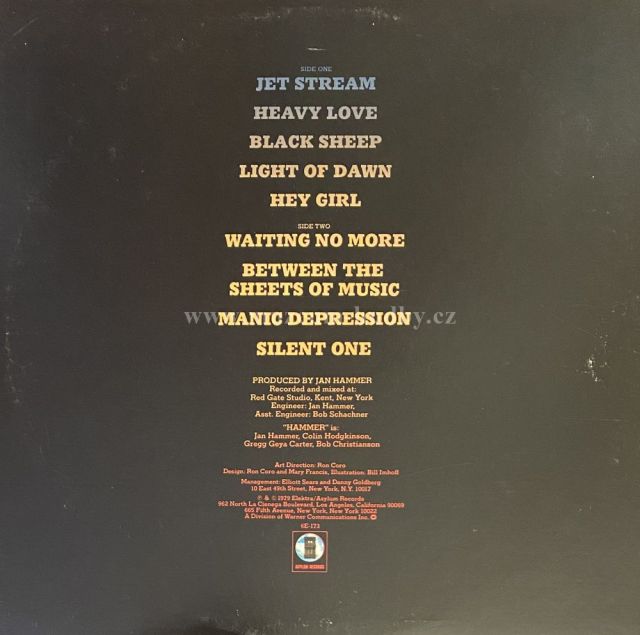 SIDE ONE
JET STREAM
HEAVY LOVE
BLACK SHEEP
LIGHT OF DAWN
HEY GIRL
SIDE TWO
WAITING NO MORE
BETWEEN THE
SHEETS OF MUSIC
MANIC DEPRESSION
SILENT ONE
PRODUCED BY JAN HAMMER
Recorded and mixed at:
Red Gate Studio, Kent, New York
Engineer: Jan Hammer,
Asst. Engineer: Bob Schachner
"HAMMER" is:
Jan Hammer, Colin Hodgkinson,
Gregg Geya Carter, Bob Christianson
Art Direction: Ron Coro
Design: Ron Coro and Mary Francis, Illustration: Bill Imhoff
Management: Elliott Sears and Danny Goldberg
10 East 49th Street, New York, N.Y. 10017
℗ & © 1979 Elektra/Asylum Records
962 North La Cienega Boulevard, Los Angeles, California 90069
665 Fifth Avenue, New York, New York 10022
A Division of Warner Communications Inc.
6E-173
ASYLUM RECORDS